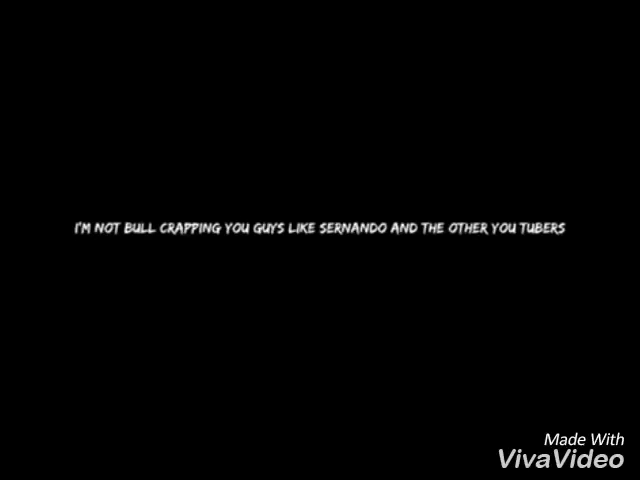 I'M NOT BULL CRAPPING YOU GUYS LIKE SERNANDO AND THE OTHER YOU TUBERS
Made With
VivaVideo